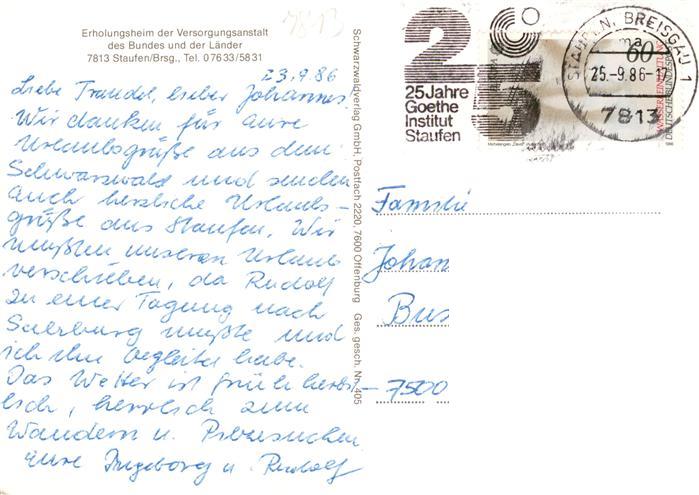 7813
Erholungsheim der Versorgungsanstalt
des Bundes und der Länder
7813 Staufen/Brsg., Tel. 07633/5831
23.9.86
Liebe Traudel, lieber Johannes.
Wir danken für Eure
Urlaubsgrüße aus dem
Schwarzwald und senden
auch herzliche Urlaubs-
grüße aus Staufen. Wir
mußten unseren Urlaub
verschieben, da Rudolf
zu einer Tagung nach
Salzburg mußte und
ich ihn begleitet habe.
Das Wetter ist früh herbst-
lich, herrlich zum
Wandern u. Pilzesuchen
Eure Ingeborg u. Rudolf
Schwarzwaldverlag GmbH, Postfach 2220, 7600 Offenburg Ges. gesch. Nr. 405
25
25 Jahre
Goethe
Institut
Staufen
STAUFEN, BREISGAU 1
ma
25.-9.86-17
7813
60
DEUTSCHE BUNDESPOST
Familie
Johan
Bus
7500